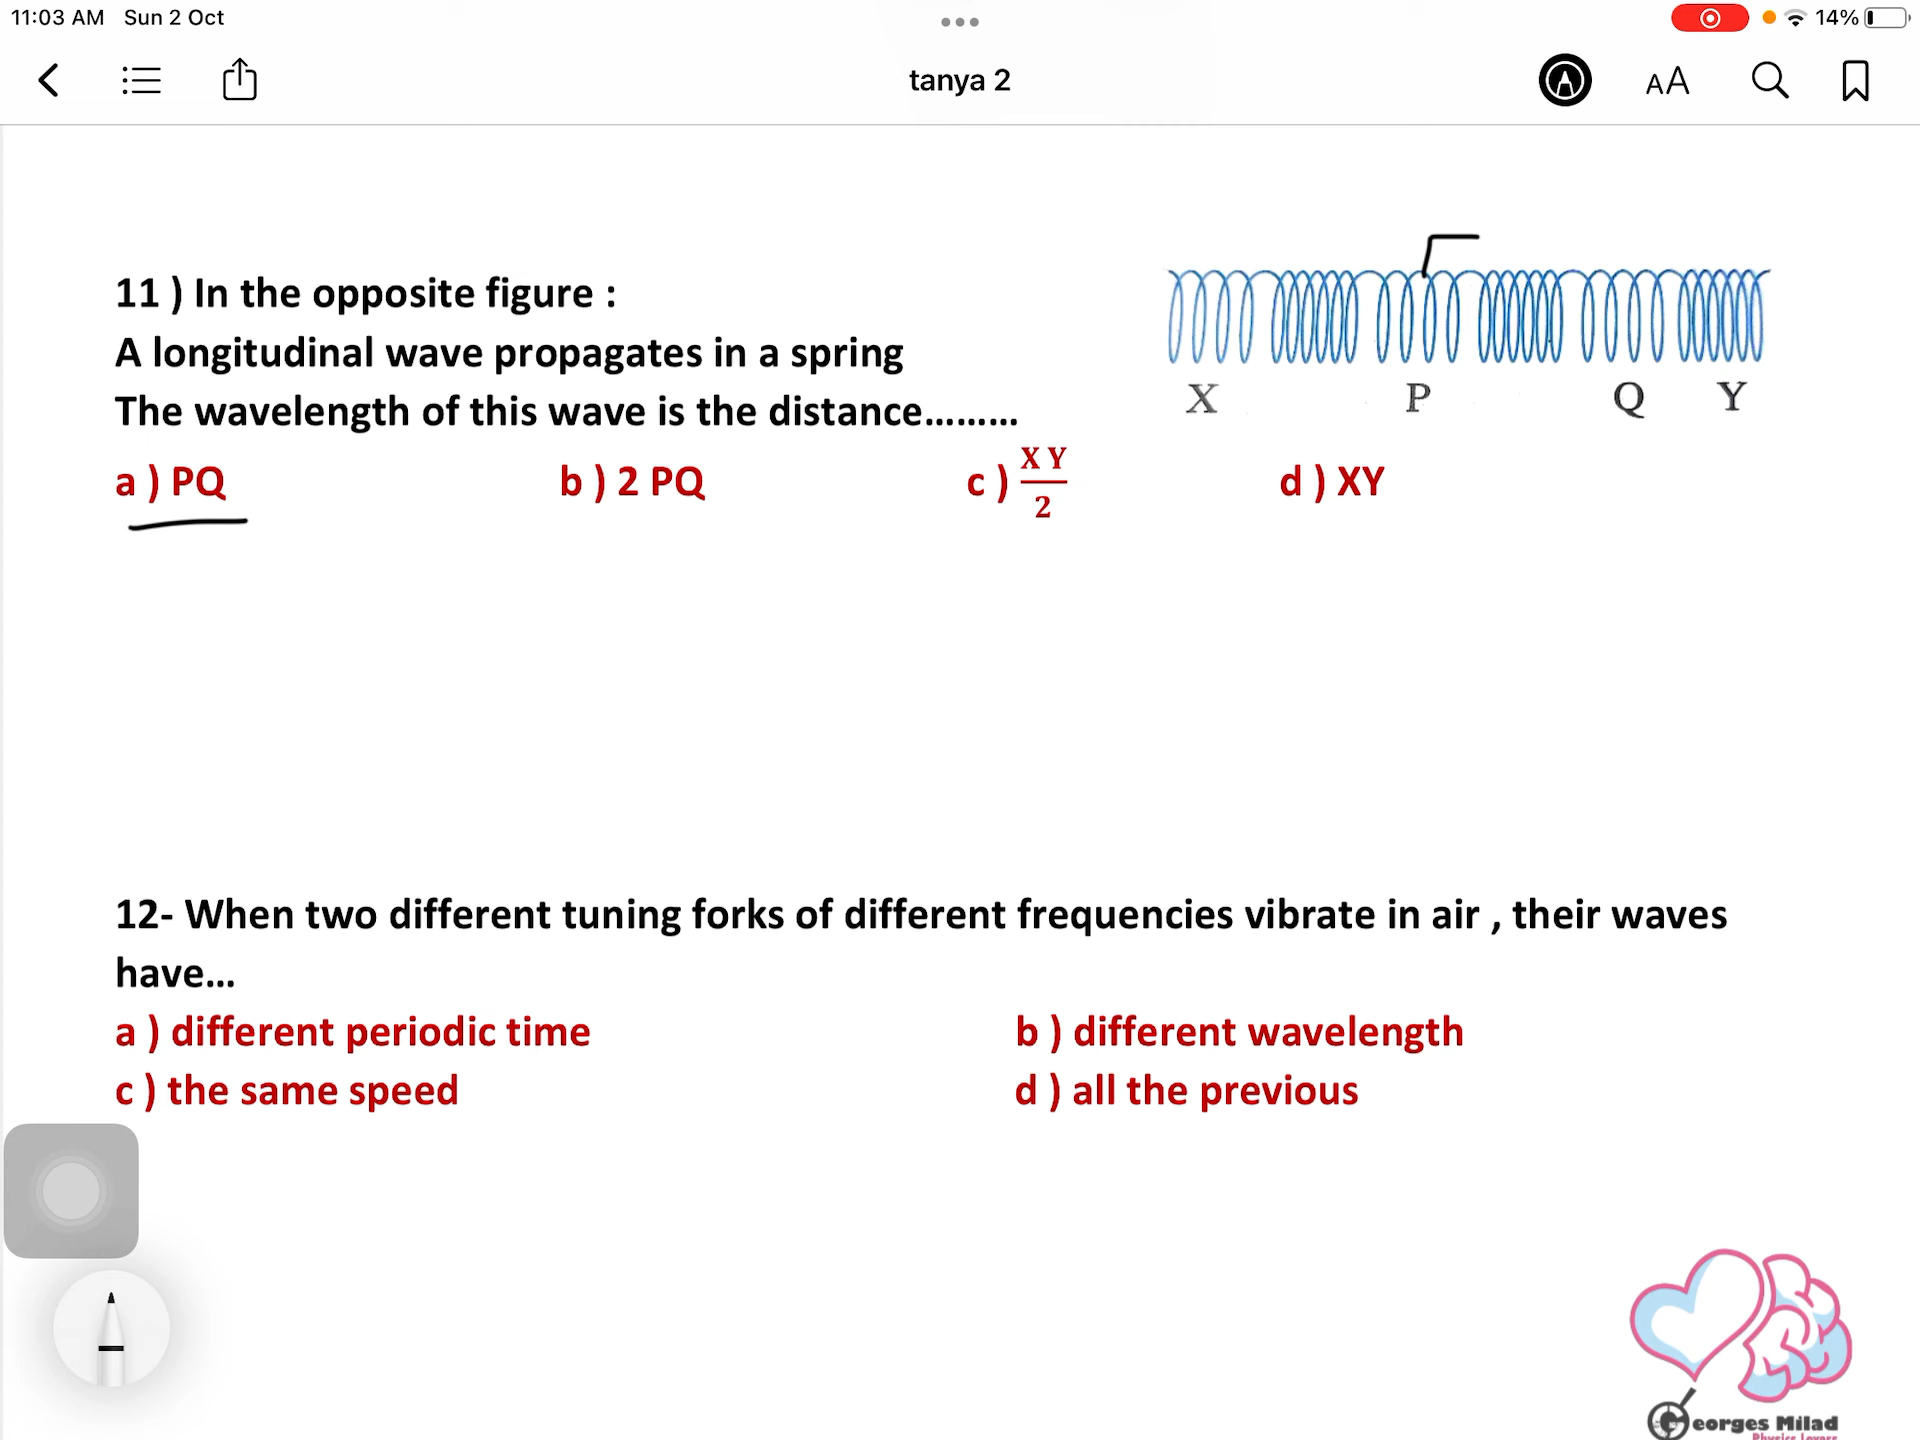 11:03 AM Sun 2 Oct
14%
tanya 2
AA
11 ) In the opposite figure :
A longitudinal wave propagates in a spring
The wavelength of this wave is the distance.........
X P Q Y
a ) PQ b ) 2 PQ c ) X Y / 2 d ) XY
12- When two different tuning forks of different frequencies vibrate in air , their waves
have...
a ) different periodic time b ) different wavelength
c ) the same speed d ) all the previous
Georges Milad
Physics Lovers